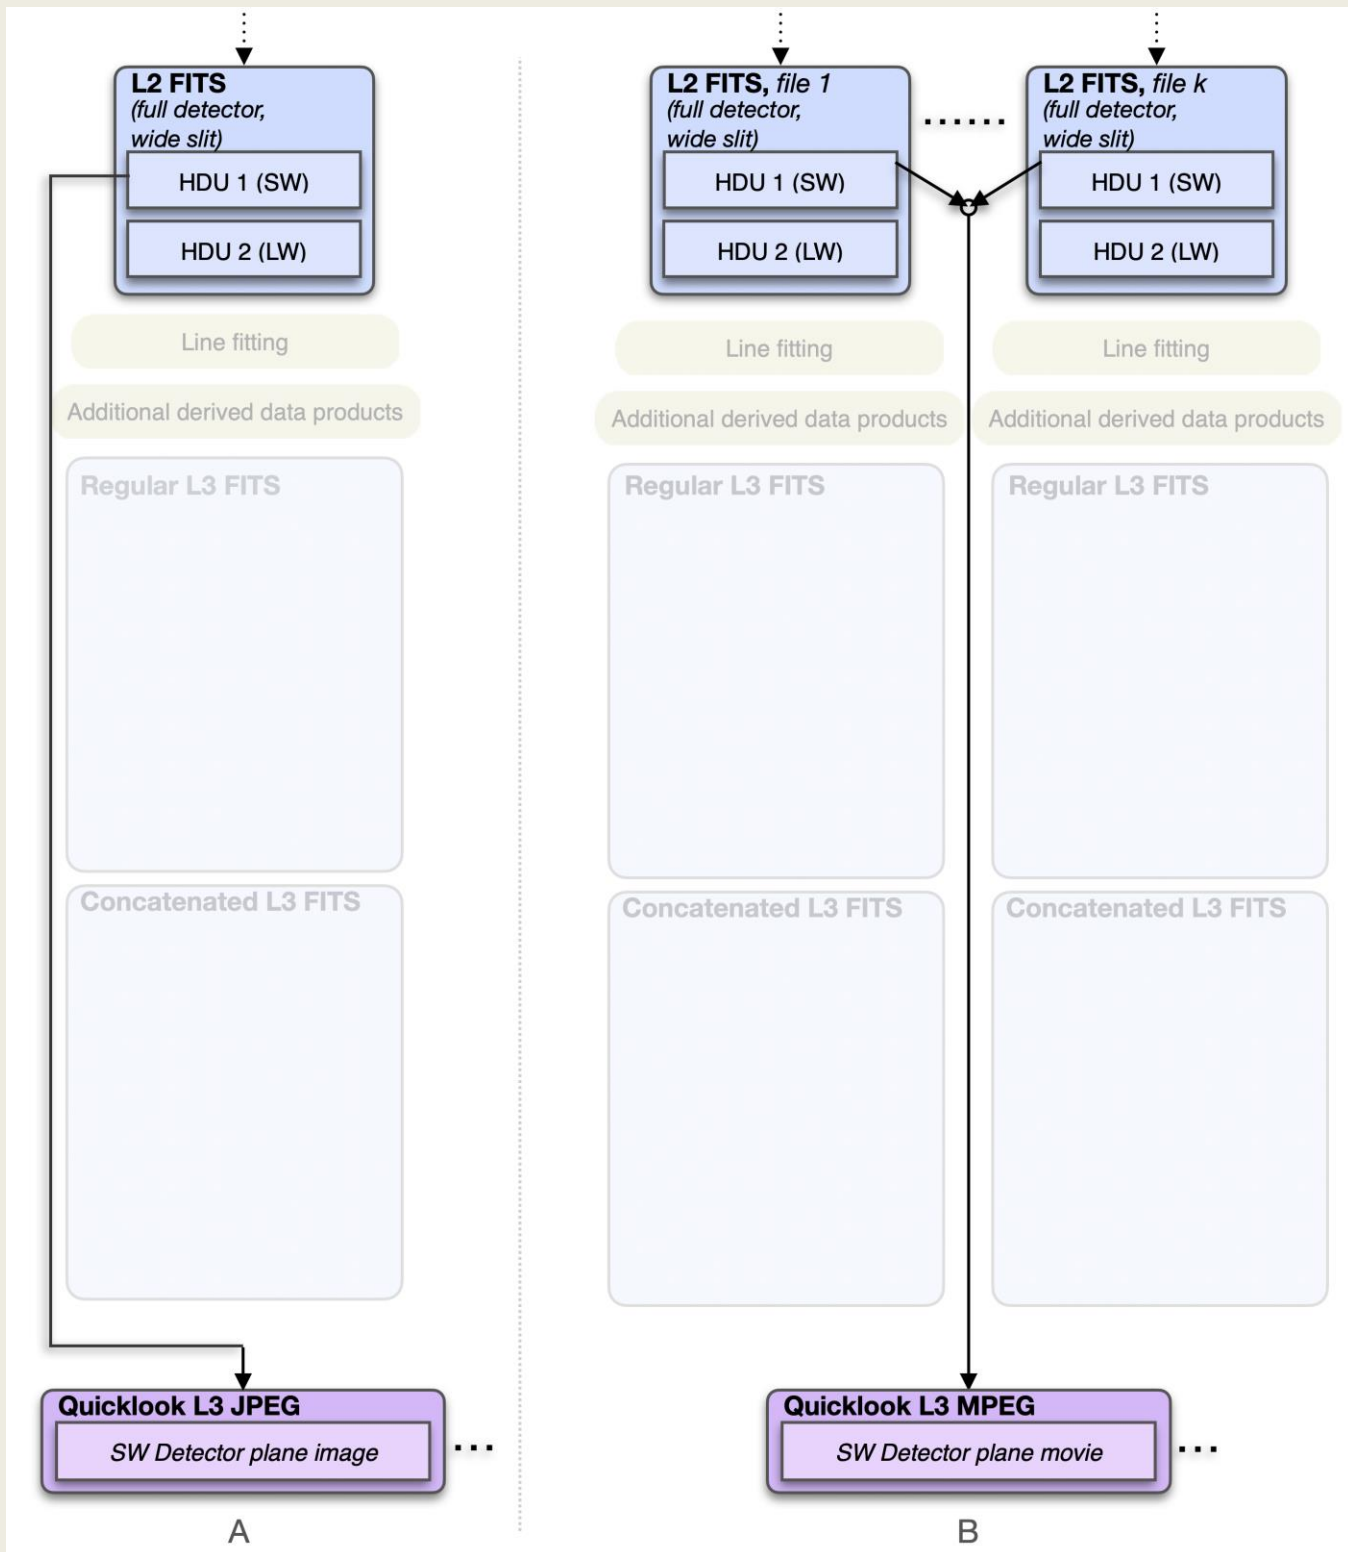 L2 FITS
(full detector,
wide slit)
HDU 1 (SW)
HDU 2 (LW)
Line fitting
Additional derived data products
Regular L3 FITS
Concatenated L3 FITS
Quicklook L3 JPEG
SW Detector plane image
...
A
L2 FITS, file 1
(full detector,
wide slit)
HDU 1 (SW)
HDU 2 (LW)
......
L2 FITS, file k
(full detector,
wide slit)
HDU 1 (SW)
HDU 2 (LW)
Line fitting
Line fitting
Additional derived data products
Additional derived data products
Regular L3 FITS
Regular L3 FITS
Concatenated L3 FITS
Concatenated L3 FITS
Quicklook L3 MPEG
SW Detector plane movie
...
B